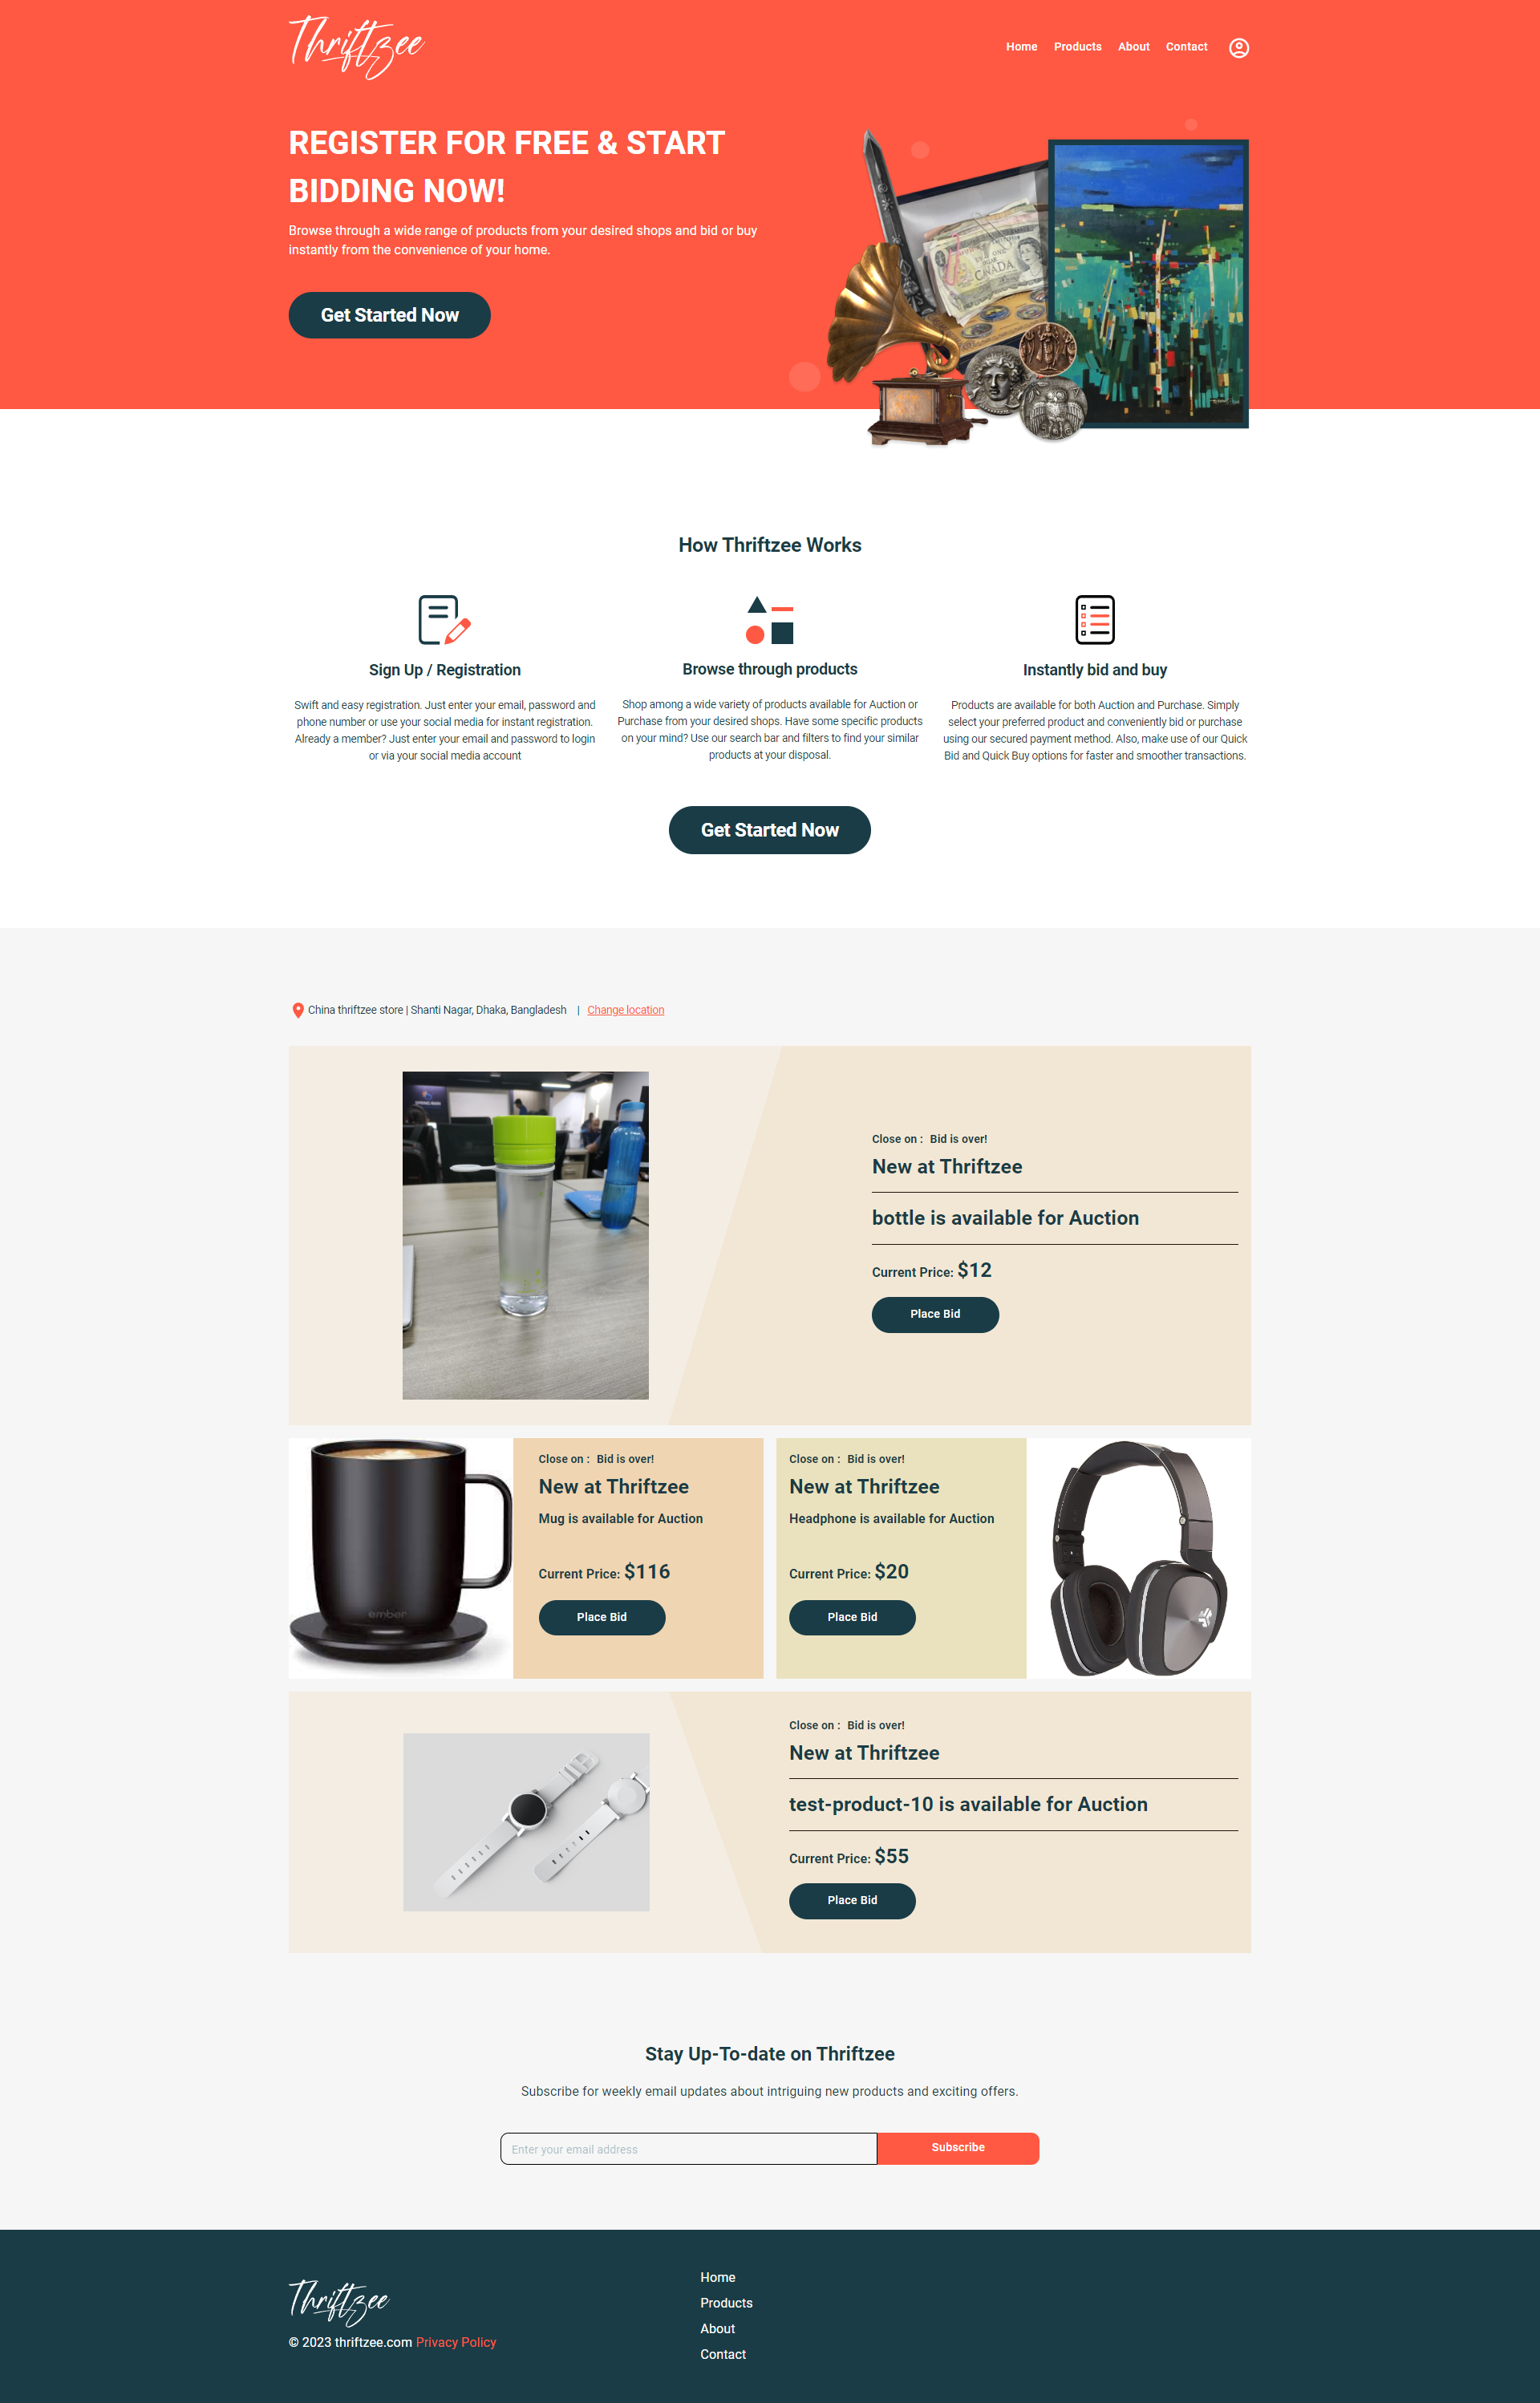 Thriftzee
Home Products About Contact
REGISTER FOR FREE & START
BIDDING NOW!
Browse through a wide range of products from your desired shops and bid or buy
instantly from the convenience of your home.
Get Started Now
CANADA
How Thriftzee Works
Sign Up / Registration
Swift and easy registration. Just enter your email, password and
phone number or use your social media for instant registration.
Already a member? Just enter your email and password to login
or via your social media account
Browse through products
Shop among a wide variety of products available for Auction or
Purchase from your desired shops. Have some specific products
on your mind? Use our search bar and filters to find your similar
products at your disposal.
Instantly bid and buy
Products are available for both Auction and Purchase. Simply
select your preferred product and conveniently bid or purchase
using our secured payment method. Also, make use of our Quick
Bid and Quick Buy options for faster and smoother transactions.
Get Started Now
China thriftzee store | Shanti Nagar, Dhaka, Bangladesh | Change location
Close on : Bid is over!
New at Thriftzee
bottle is available for Auction
Current Price: $12
Place Bid
ember
Close on : Bid is over!
New at Thriftzee
Mug is available for Auction
Current Price: $116
Place Bid
Close on : Bid is over!
New at Thriftzee
Headphone is available for Auction
Current Price: $20
Place Bid
Close on : Bid is over!
New at Thriftzee
test-product-10 is available for Auction
Current Price: $55
Place Bid
Stay Up-To-date on Thriftzee
Subscribe for weekly email updates about intriguing new products and exciting offers.
Enter your email address
Subscribe
Thriftzee
© 2023 thriftzee.com Privacy Policy
Home
Products
About
Contact